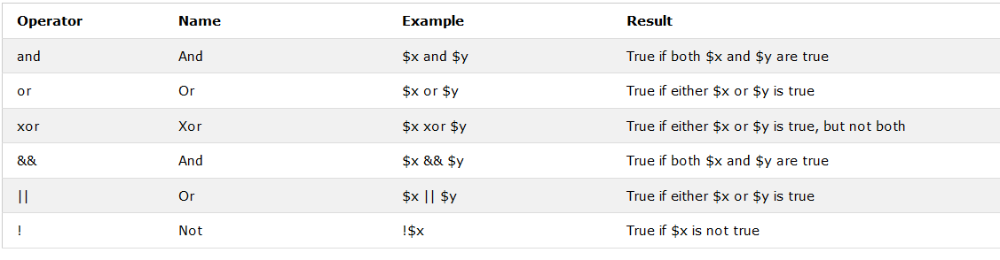 Operator Name Example Result
and And $x and $y True if both $x and $y are true
or Or $x or $y True if either $x or $y is true
xor Xor $x xor $y True if either $x or $y is true, but not both
&& And $x && $y True if both $x and $y are true
|| Or $x || $y True if either $x or $y is true
! Not !$x True if $x is not true